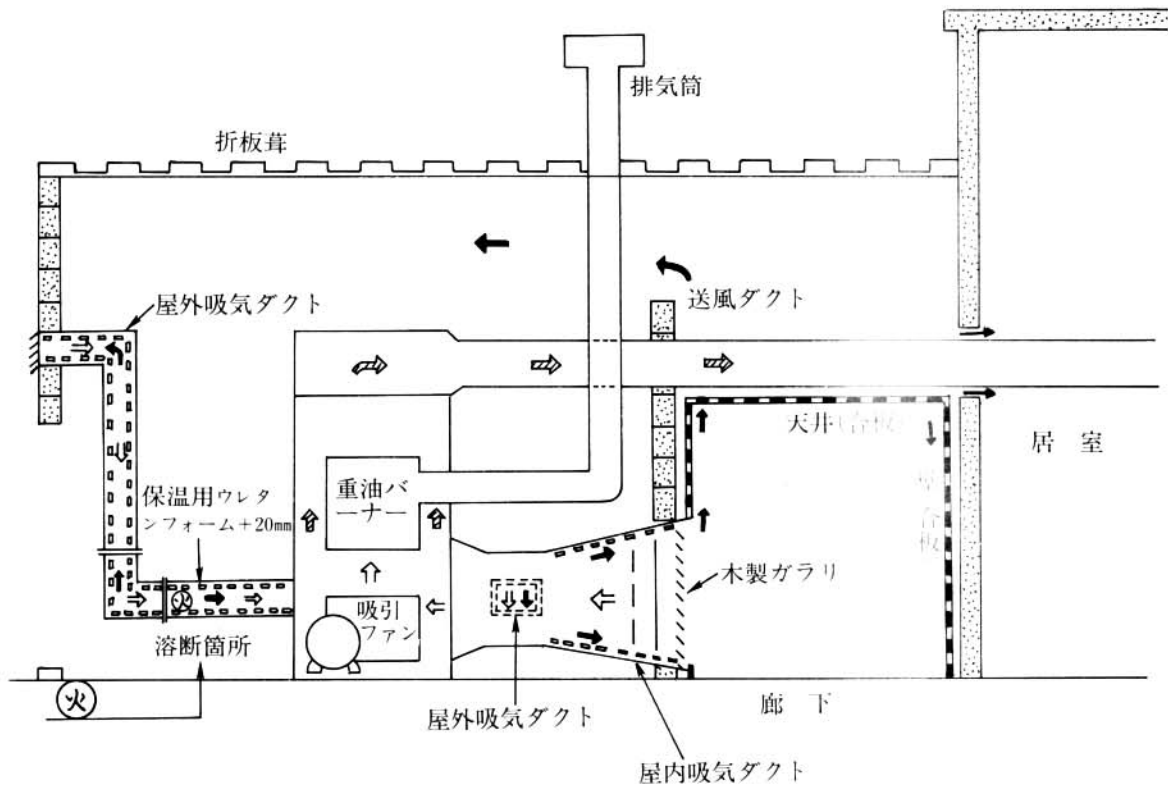 排気筒
折板葺
屋外吸気ダクト
送風ダクト
天井(合板)
居室
保温用ウレタ
ンフォーム+20mm
重油バ
ーナー
木製ガラリ
火
吸引
ファン
溶断箇所
火
屋外吸気ダクト
廊下
屋内吸気ダクト
合板